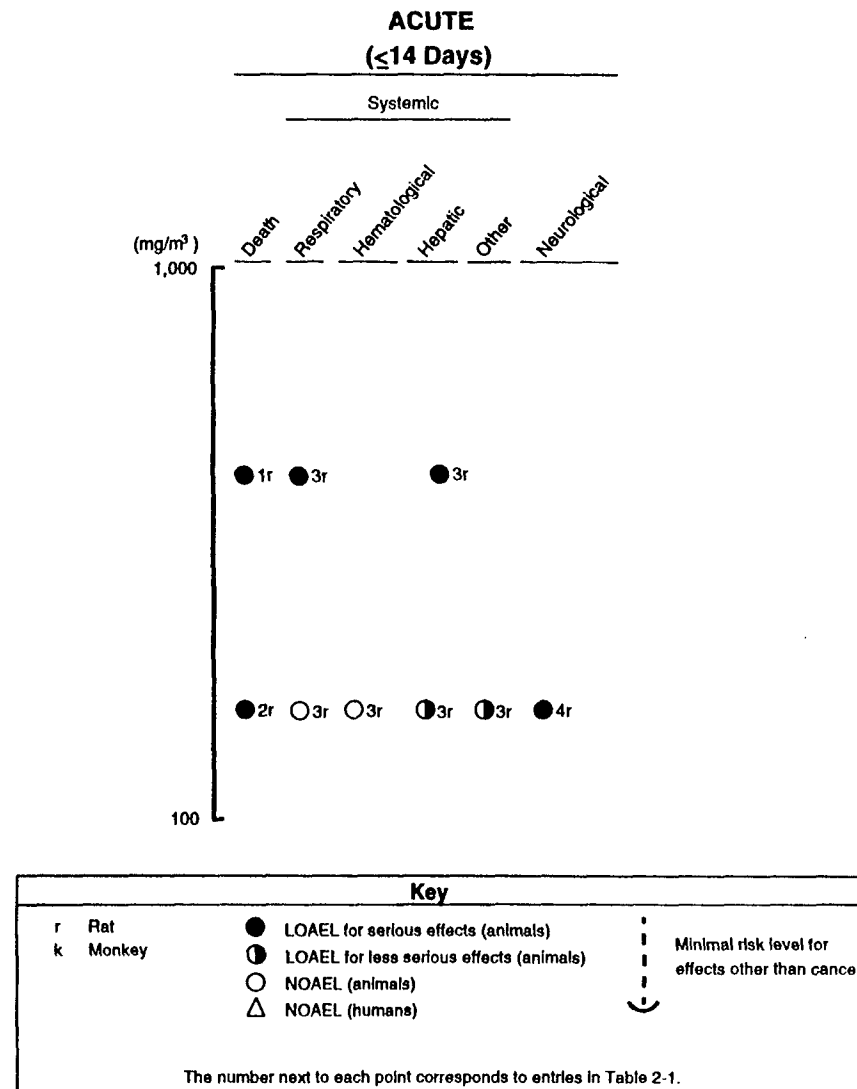 ACUTE
(≤14 Days)
Systemic
(mg/m³)
Death
Respiratory
Hematological
Hepatic
Other
Neurological
1,000
1r
3r
3r
2r
3r
3r
3r
3r
4r
100
Key
r Rat
k Monkey
LOAEL for serious effects (animals)
LOAEL for less serious effects (animals)
NOAEL (animals)
NOAEL (humans)
Minimal risk level for
effects other than cance
The number next to each point corresponds to entries in Table 2-1.